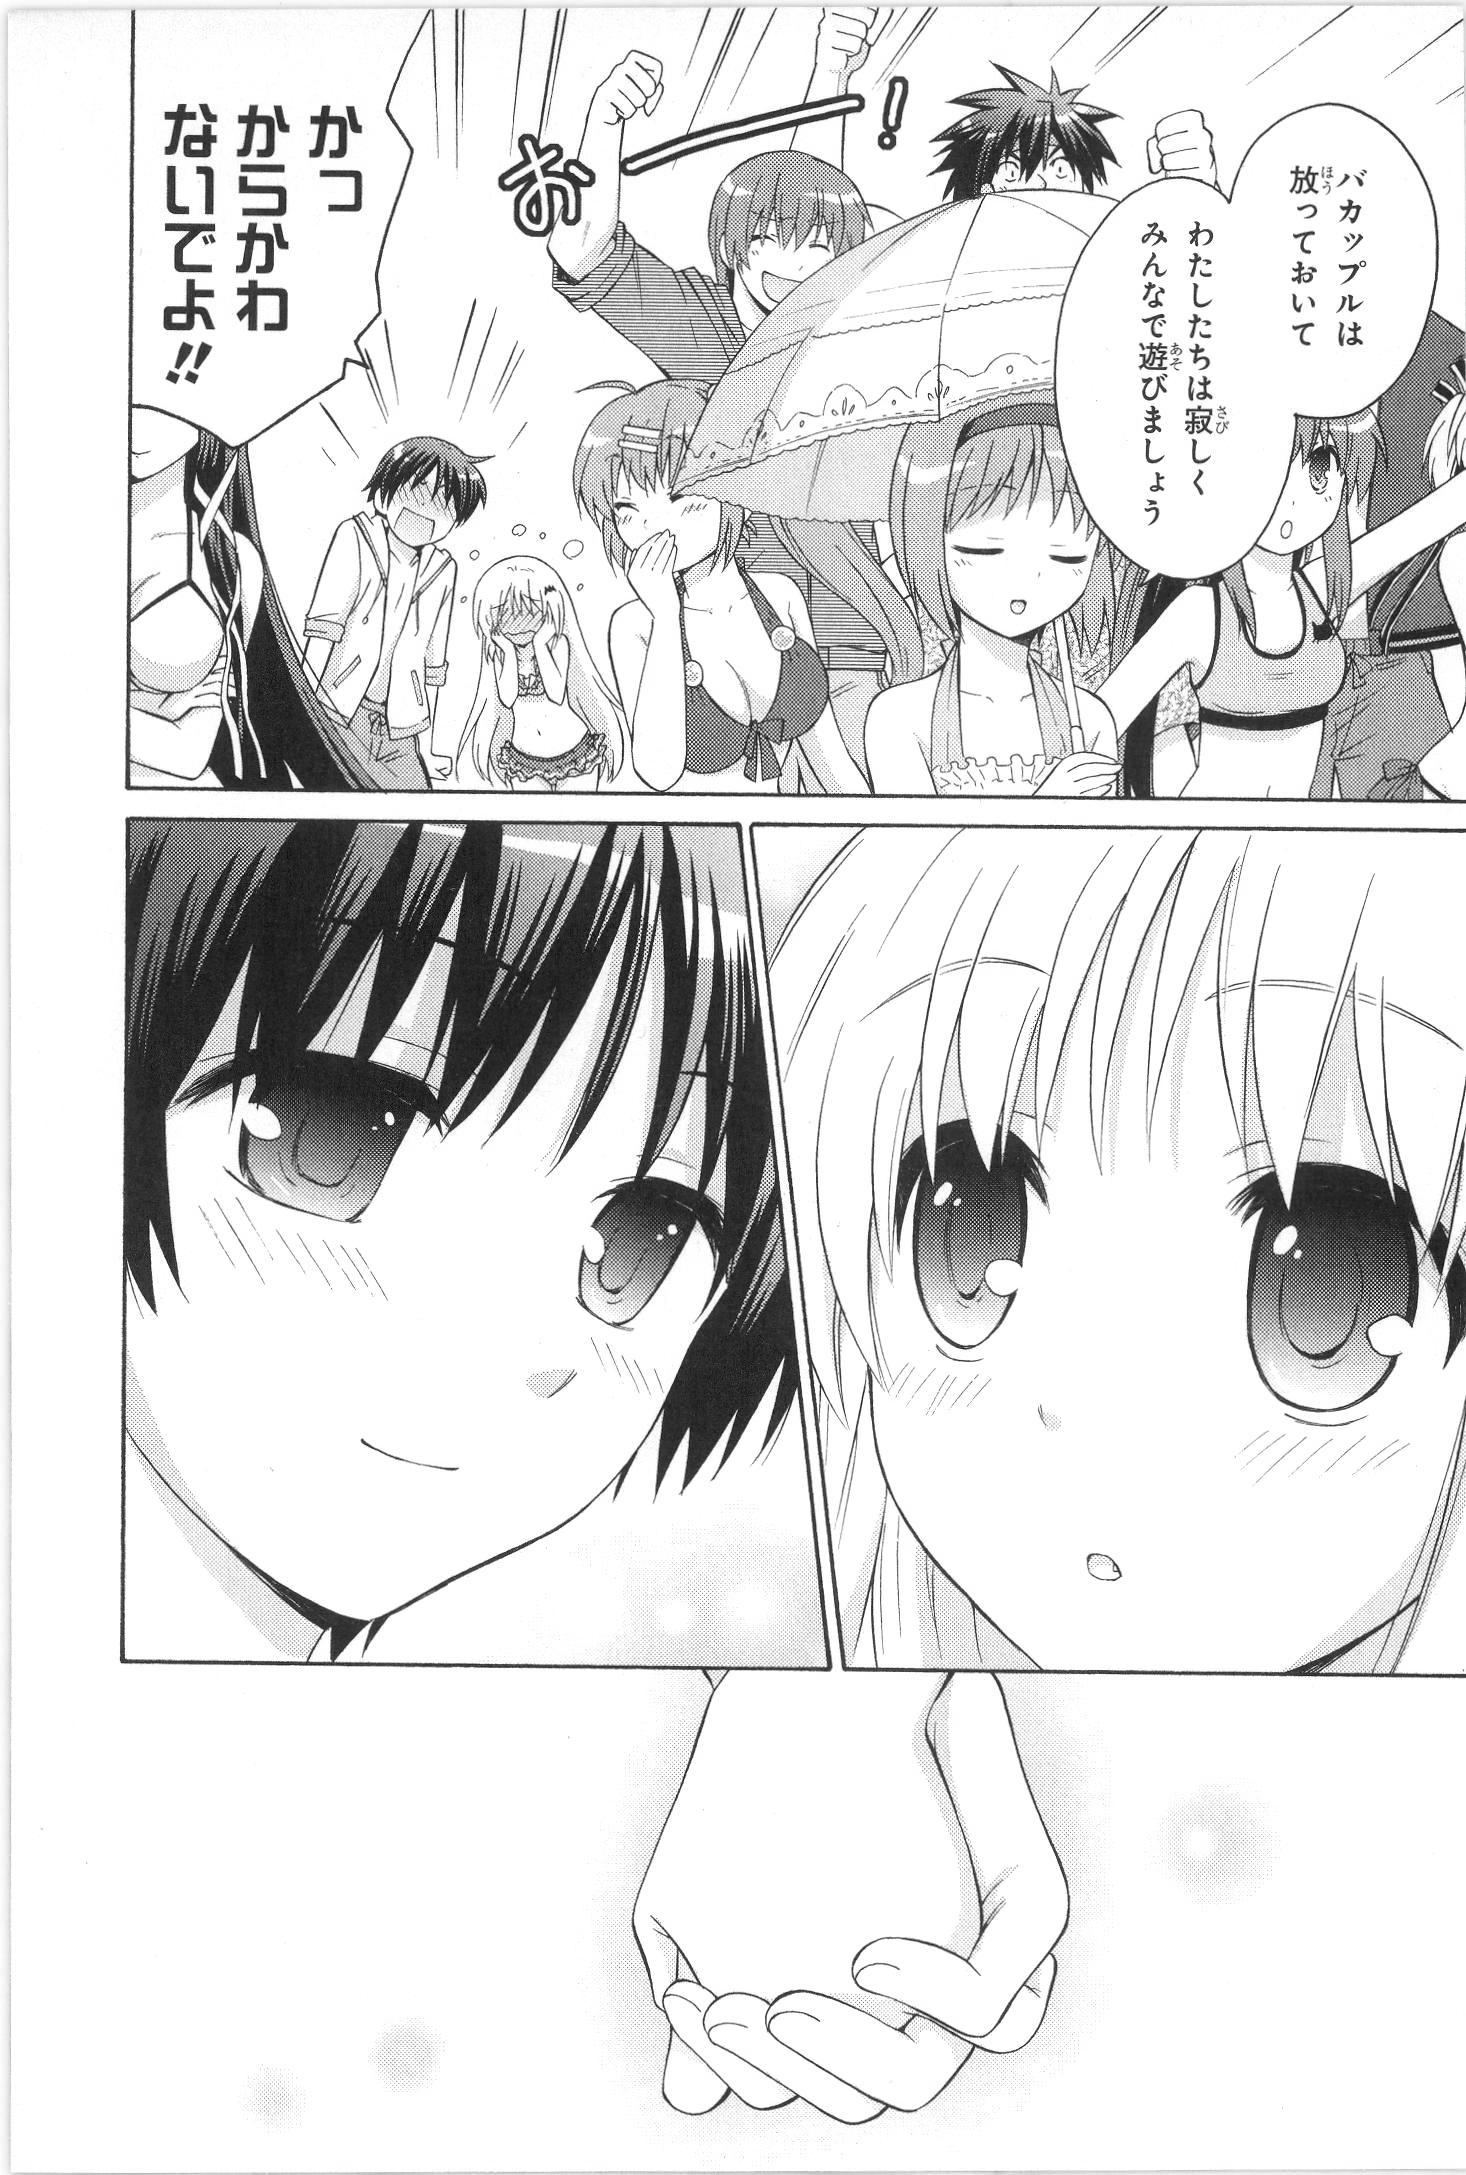 バカップルは
放っておいて
わたしたちは寂しく
みんなで遊びましょう
おー!
かっ
からかわ
ないでよ!!